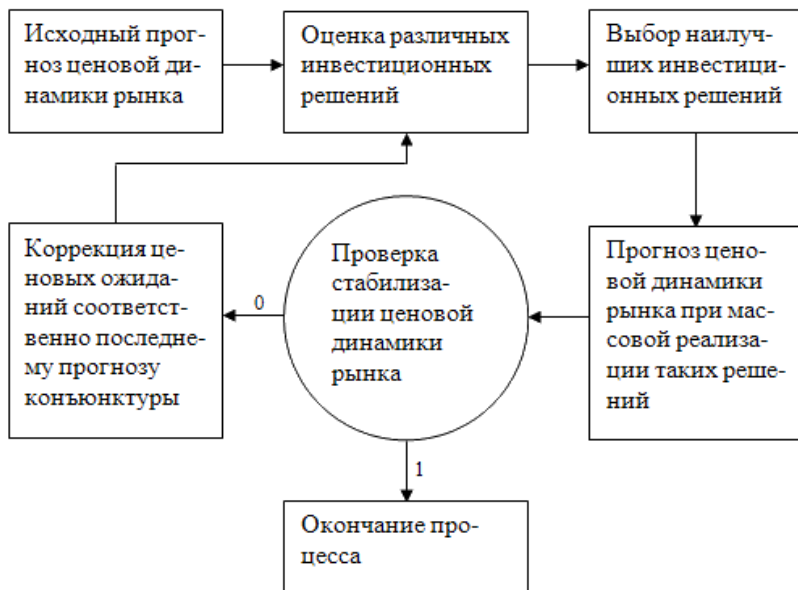 Исходный прог-
ноз ценовой ди-
намики рынка
Оценка различных
инвестиционных
решений
Выбор наилуч-
ших инвестици-
онных решений
Коррекция це-
новых ожида-
ний соответст-
венно последне-
му прогнозу
конъюнктуры
0
Проверка
стабилиза-
ции ценовой
динамики
рынка
Прогноз цено-
вой динамики
рынка при мас-
совой реализа-
ции таких реше-
ний
1
Окончание про-
цесса